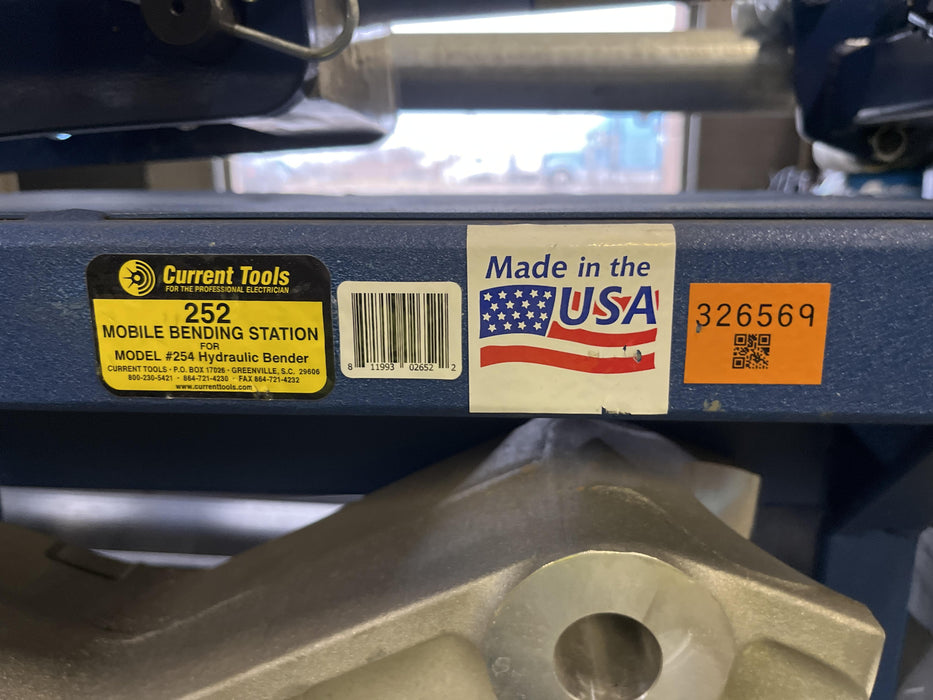 Current Tools
FOR THE PROFESSIONAL ELECTRICIAN
252
MOBILE BENDING STATION
FOR
MODEL #254 Hydraulic Bender
CURRENT TOOLS · P.O. BOX 17026 · GREENVILLE, S.C. 29606
800-230-5421 · 864-721-4230 · FAX 864-721-4232
www.currenttools.com
8 11993 02652 2
Made in the
USA
326569